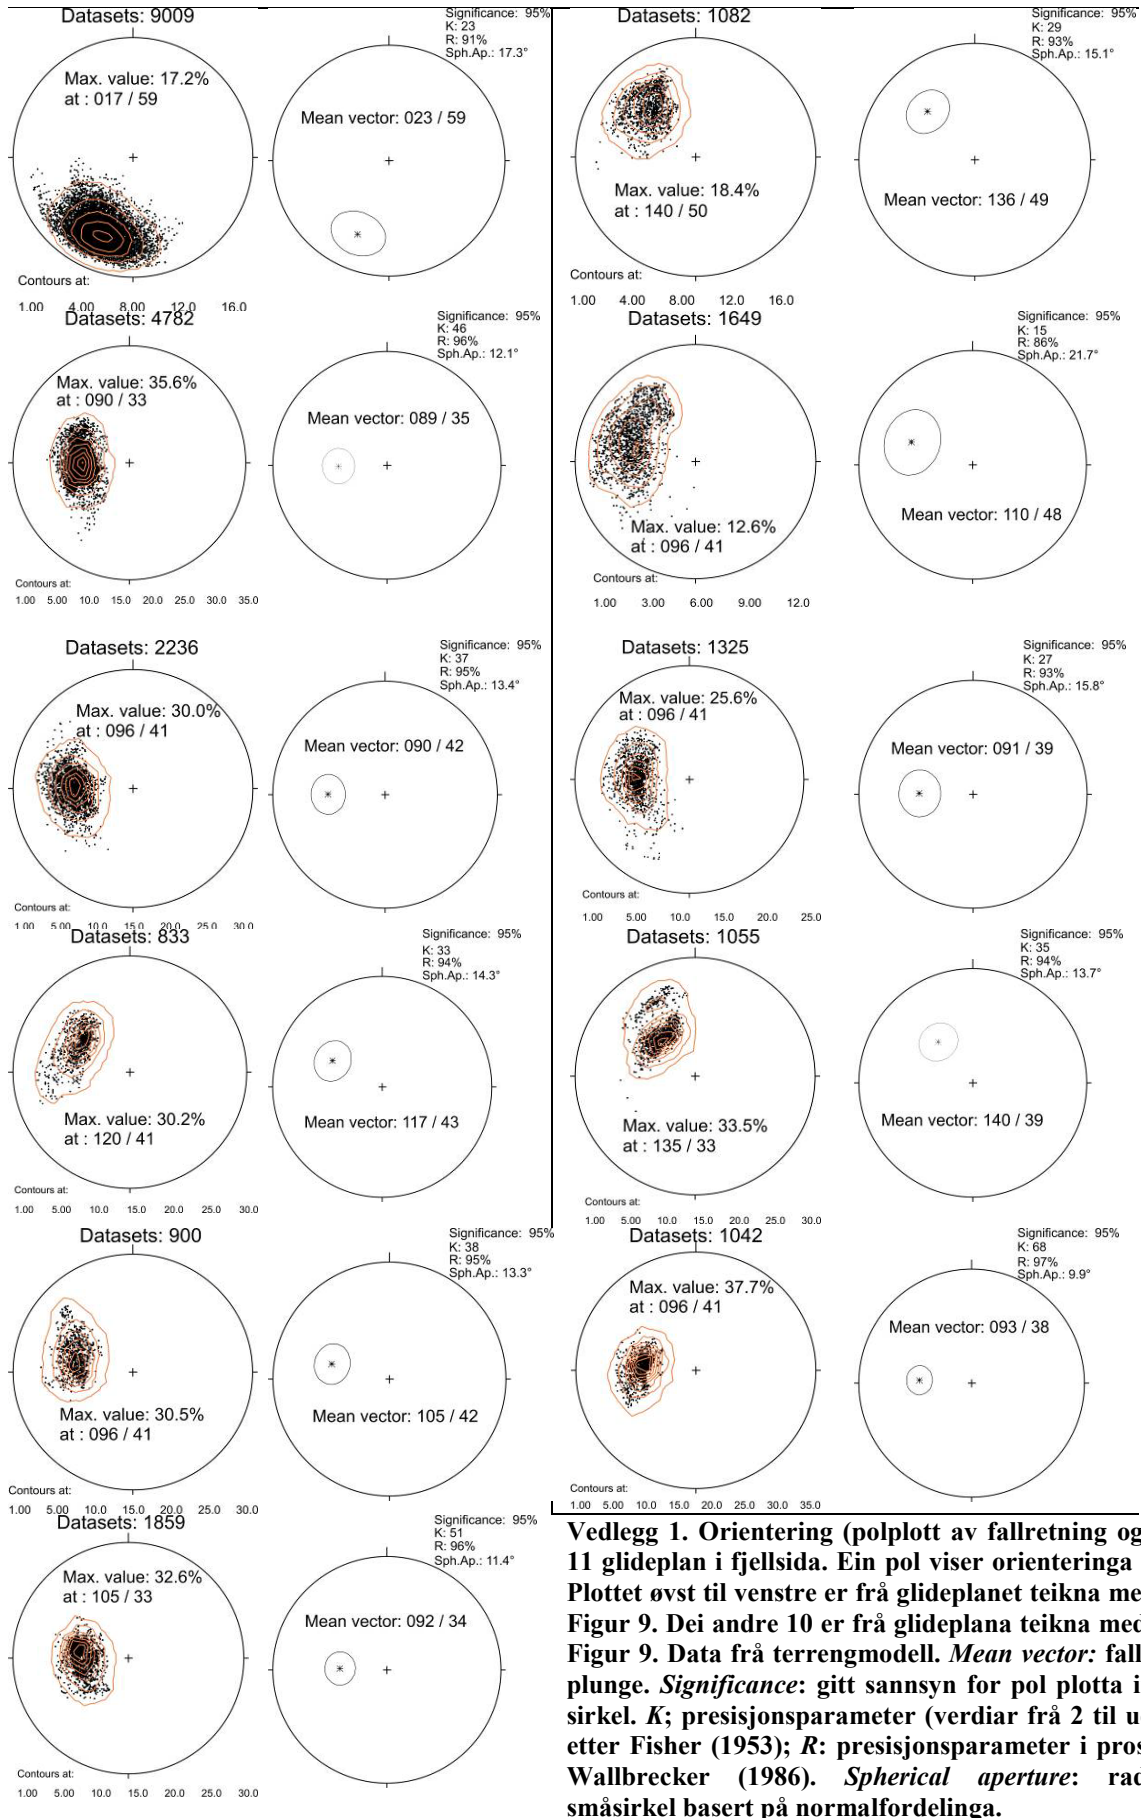 Datasets: 9009
Significance: 95%
K: 23
R: 91%
Sph.Ap.: 17.3°
Max. value: 17.2%
at : 017 / 59
Mean vector: 023 / 59
Contours at:
1.00 4.00 8.00 12.0 16.0
Datasets: 4782
Significance: 95%
K: 46
R: 96%
Sph.Ap.: 12.1°
Max. value: 35.6%
at : 090 / 33
Mean vector: 089 / 35
Contours at:
1.00 5.00 10.0 15.0 20.0 25.0 30.0 35.0
Datasets: 2236
Significance: 95%
K: 37
R: 95%
Sph.Ap.: 13.4°
Max. value: 30.0%
at : 096 / 41
Mean vector: 090 / 42
Contours at:
1.00 5.00 10.0 15.0 20.0 25.0 30.0
Datasets: 833
Significance: 95%
K: 33
R: 94%
Sph.Ap.: 14.3°
Max. value: 30.2%
at : 120 / 41
Mean vector: 117 / 43
Contours at:
1.00 5.00 10.0 15.0 20.0 25.0 30.0
Datasets: 900
Significance: 95%
K: 38
R: 95%
Sph.Ap.: 13.3°
Max. value: 30.5%
at : 096 / 41
Mean vector: 105 / 42
Contours at:
1.00 5.00 10.0 15.0 20.0 25.0 30.0
Datasets: 1859
Significance: 95%
K: 51
R: 96%
Sph.Ap.: 11.4°
Max. value: 32.6%
at : 105 / 33
Mean vector: 092 / 34
Contours at:
1.00 5.00 10.0 15.0 20.0 25.0 30.0
Datasets: 1082
Significance: 95%
K: 29
R: 93%
Sph.Ap.: 15.1°
Max. value: 18.4%
at : 140 / 50
Mean vector: 136 / 49
Contours at:
1.00 4.00 8.00 12.0 16.0
Datasets: 1649
Significance: 95%
K: 15
R: 86%
Sph.Ap.: 21.7°
Max. value: 12.6%
at : 096 / 41
Mean vector: 110 / 48
Contours at:
1.00 3.00 6.00 9.00 12.0
Datasets: 1325
Significance: 95%
K: 27
R: 93%
Sph.Ap.: 15.8°
Max. value: 25.6%
at : 096 / 41
Mean vector: 091 / 39
Contours at:
1.00 5.00 10.0 15.0 20.0 25.0
Datasets: 1055
Significance: 95%
K: 35
R: 94%
Sph.Ap.: 13.7°
Max. value: 33.5%
at : 135 / 33
Mean vector: 140 / 39
Contours at:
1.00 5.00 10.0 15.0 20.0 25.0 30.0
Datasets: 1042
Significance: 95%
K: 68
R: 97%
Sph.Ap.: 9.9°
Max. value: 37.7%
at : 096 / 41
Mean vector: 093 / 38
Contours at:
1.00 5.00 10.0 15.0 20.0 25.0 30.0 35.0
Vedlegg 1. Orientering (polplott av fallretning og
11 glideplan i fjellsida. Ein pol viser orienteringa
Plottet øvst til venstre er frå glideplanet teikna me
Figur 9. Dei andre 10 er frå glideplana teikna med
Figur 9. Data frå terrengmodell. Mean vector: fall
plunge. Significance: gitt sannsyn for pol plotta i
sirkel. K; presisjonsparameter (verdiar frå 2 til u
etter Fisher (1953); R: presisjonsparameter i pros
Wallbrecker (1986). Spherical aperture: rad
småsirkel basert på normalfordelinga.